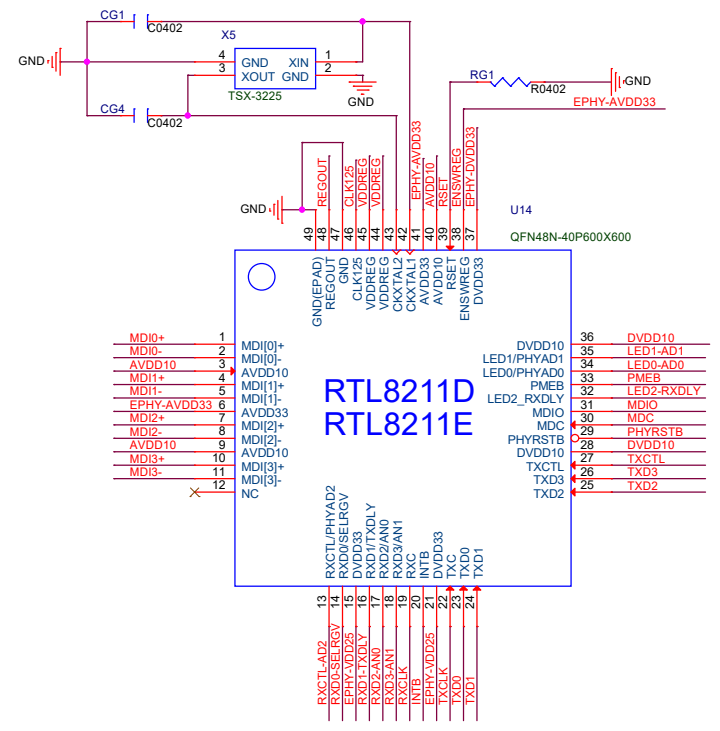 CG1
C0402
X5
GND
4 GND XIN 1
3 XOUT GND 2
TSX-3225
GND
CG4
C0402
RG1
R0402
GND
EPHY-AVDD33
REGOUT
CLK125
VDDREG
VDDREG
EPHY-AVDD33
AVDD10
RSET
ENSWREG
EPHY-DVDD33
GND
U14
QFN48N-40P600X600
49 GND(EPAD)
48 REGOUT
47 GND
46 CLK125
45 VDDREG
44 VDDREG
43 CKXTAL2
42 CKXTAL1
41 AVDD33
40 AVDD10
39 RSET
38 ENSWREG
37 DVDD33
MDI0+ 1 MDI[0]+
MDI0- 2 MDI[0]-
AVDD10 3 AVDD10
MDI1+ 4 MDI[1]+
MDI1- 5 MDI[1]-
EPHY-AVDD33 6 AVDD33
MDI2+ 7 MDI[2]+
MDI2- 8 MDI[2]-
AVDD10 9 AVDD10
MDI3+ 10 MDI[3]+
MDI3- 11 MDI[3]-
12 NC
RTL8211D
RTL8211E
DVDD10 36 DVDD10
LED1/PHYAD1 35 LED1-AD1
LED0/PHYAD0 34 LED0-AD0
PMEB 33 PMEB
LED2_RXDLY 32 LED2-RXDLY
MDIO 31 MDIO
MDC 30 MDC
PHYRSTB 29 PHYRSTB
DVDD10 28 DVDD10
TXCTL 27 TXCTL
TXD3 26 TXD3
TXD2 25 TXD2
RXCTL/PHYAD2 13 RXCTL-AD2
RXD0/SELRGV 14 RXD0-SELRGV
DVDD33 15 EPHY-VDD25
RXD1/TXDLY 16 RXD1-TXDLY
RXD2/AN0 17 RXD2-AN0
RXD3/AN1 18 RXD3-AN1
RXC 19 RXCLK
INTB 20 INTB
DVDD33 21 EPHY-VDD25
TXC 22 TXCLK
TXD0 23 TXD0
TXD1 24 TXD1